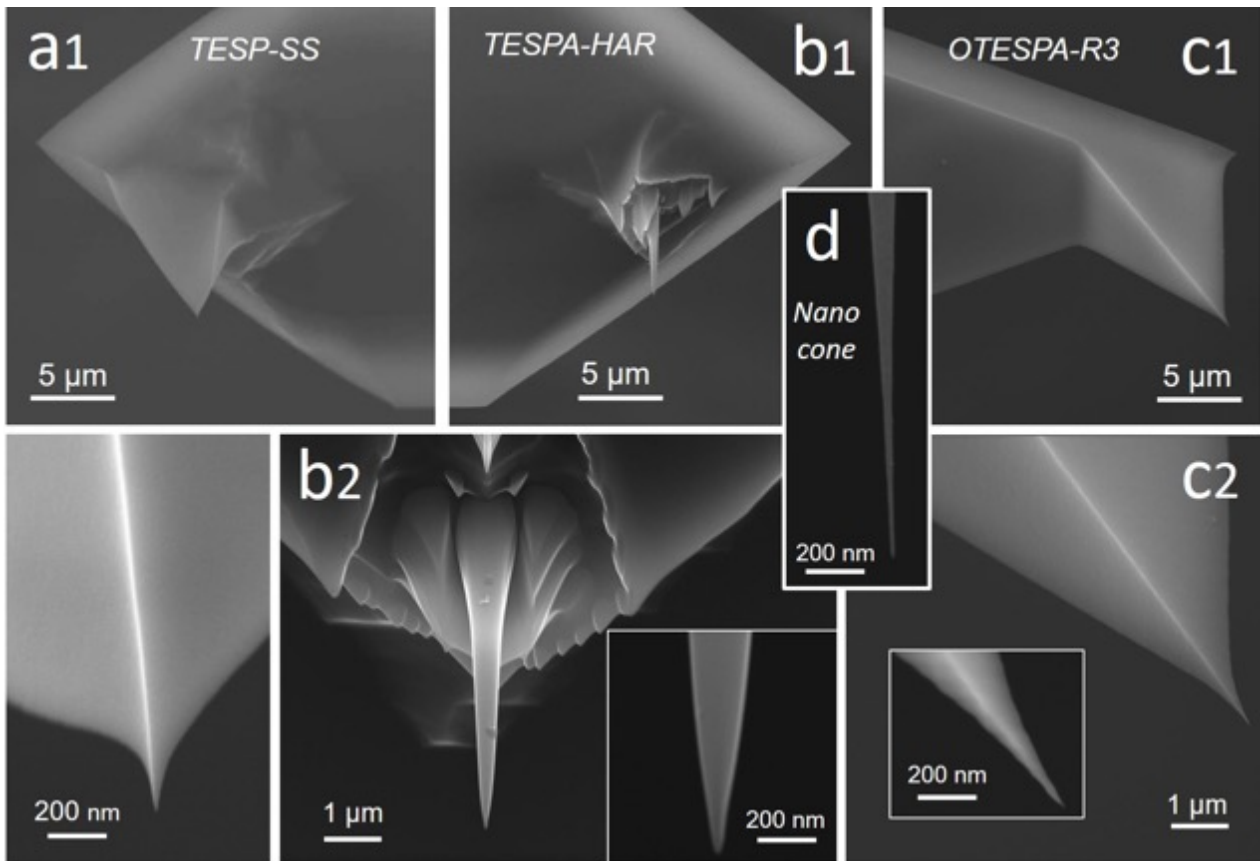 a1
TESP-SS
5 µm
TESPA-HAR
b1
5 µm
OTESPA-R3
c1
5 µm
d
Nano
cone
200 nm
200 nm
b2
1 µm
200 nm
c2
200 nm
1 µm